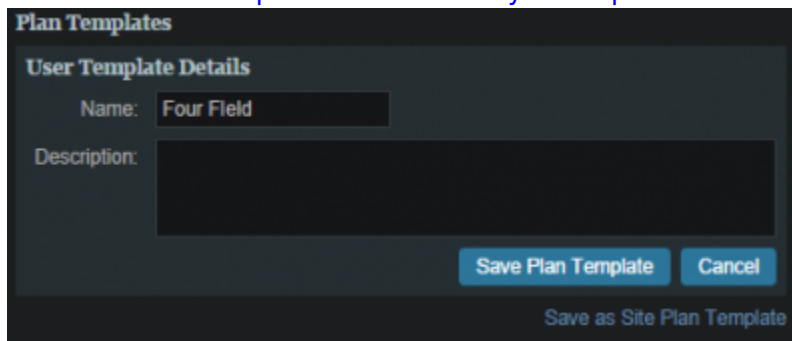 Plan Templates
User Template Details
Name: Four FIeld
Description:
Save Plan Template Cancel
Save as Site Plan Template